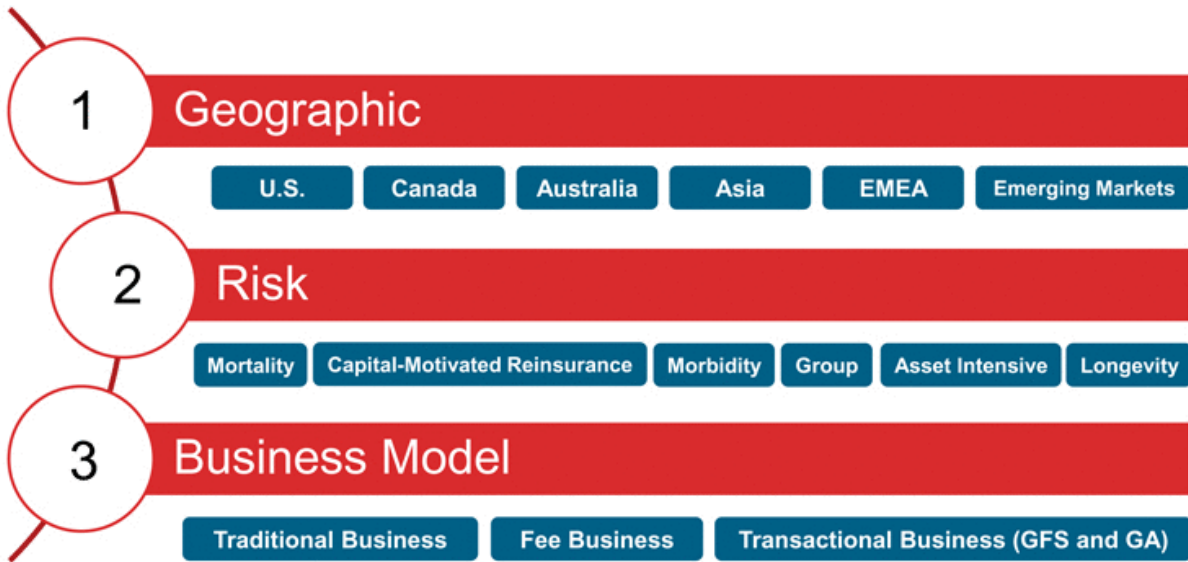 1
Geographic
U.S. Canada Australia Asia EMEA Emerging Markets
2
Risk
Mortality Capital-Motivated Reinsurance Morbidity Group Asset Intensive Longevity
3
Business Model
Traditional Business Fee Business Transactional Business (GFS and GA)